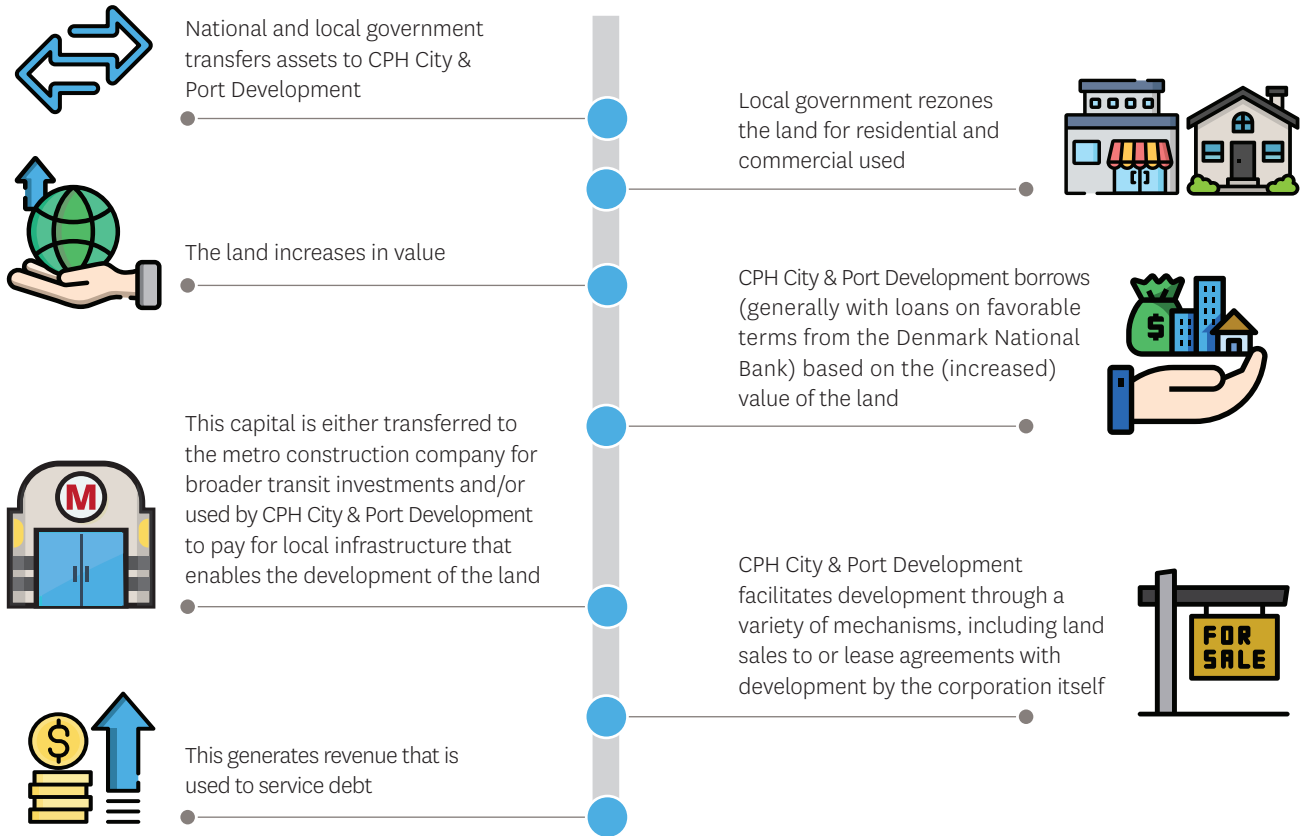 National and local government
transfers assets to CPH City &
Port Development
Local government rezones
the land for residential and
commercial used
The land increases in value
CPH City & Port Development borrows
(generally with loans on favorable
terms from the Denmark National
Bank) based on the (increased)
value of the land
$
This capital is either transferred to
the metro construction company for
broader transit investments and/or
used by CPH City & Port Development
to pay for local infrastructure that
enables the development of the land
M
CPH City & Port Development
facilitates development through a
variety of mechanisms, including land
sales to or lease agreements with
development by the corporation itself
FOR
SALE
$
This generates revenue that is
used to service debt